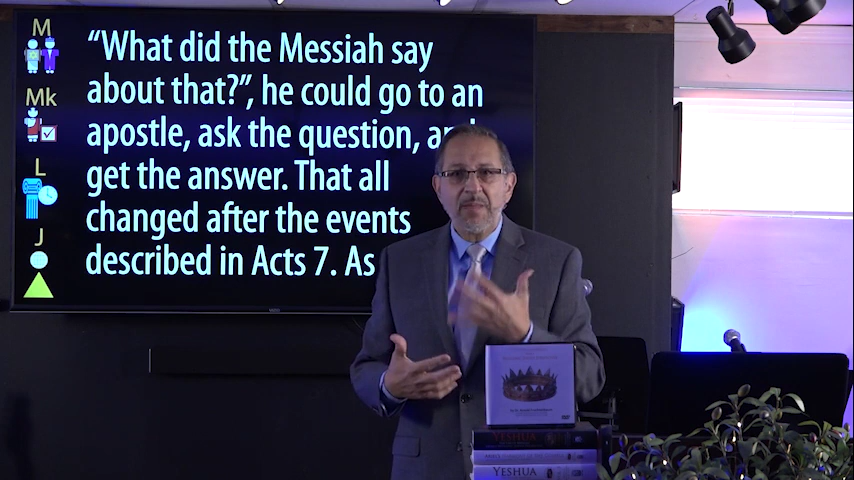 M
Mk
L
J
“What did the Messiah say
about that?”, he could go to an
apostle, ask the question, and
get the answer. That all
changed after the events
described in Acts 7. As
YESHUA
YESHUA